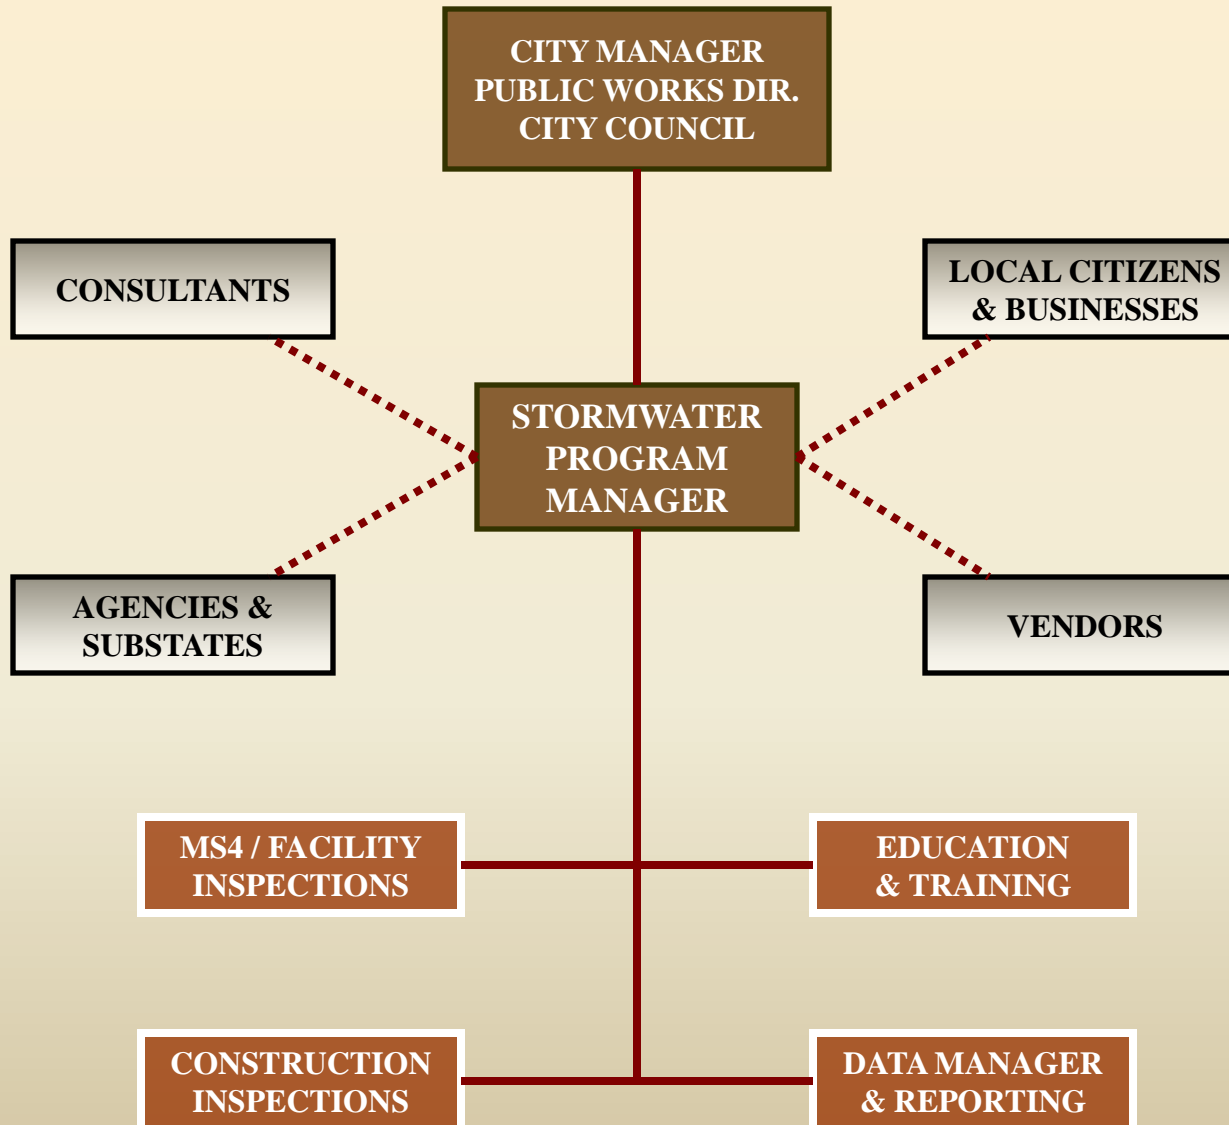 CITY MANAGER
PUBLIC WORKS DIR.
CITY COUNCIL
CONSULTANTS
LOCAL CITIZENS
& BUSINESSES
STORMWATER
PROGRAM
MANAGER
AGENCIES &
SUBSTATES
VENDORS
MS4 / FACILITY
INSPECTIONS
EDUCATION
& TRAINING
CONSTRUCTION
INSPECTIONS
DATA MANAGER
& REPORTING